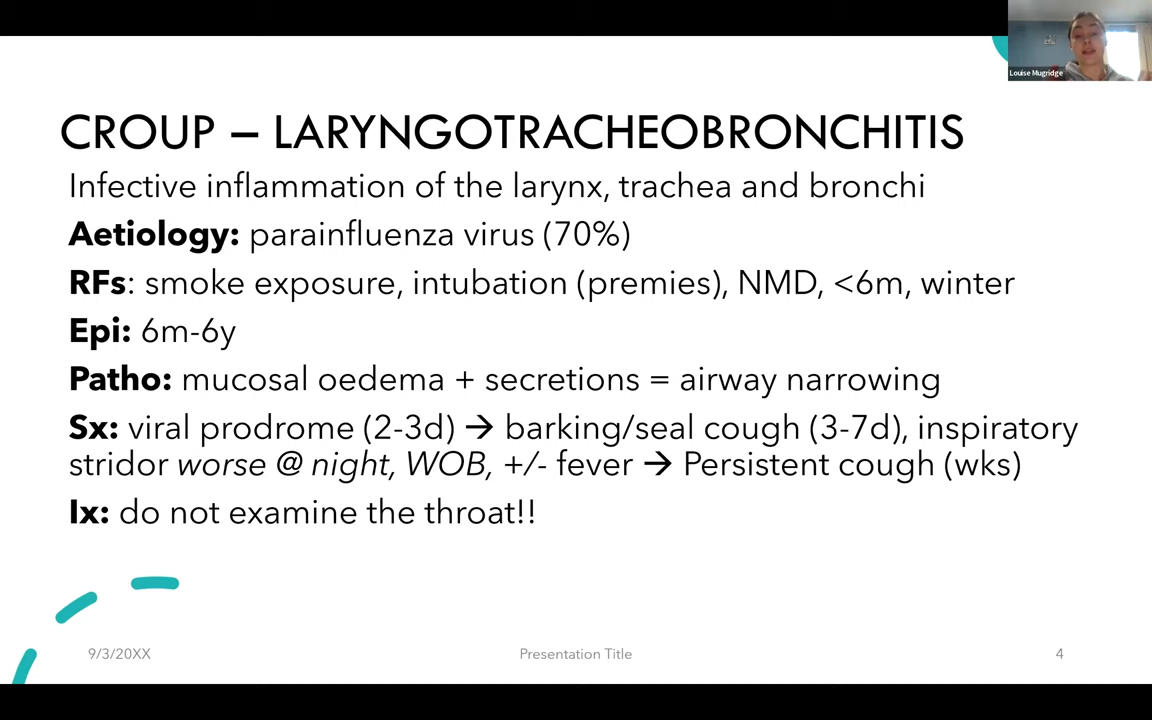 Louise Mugridge
CROUP – LARYNGOTRACHEOBRONCHITIS
Infective inflammation of the larynx, trachea and bronchi
Aetiology: parainfluenza virus (70%)
RFs: smoke exposure, intubation (premies), NMD, <6m, winter
Epi: 6m-6y
Patho: mucosal oedema + secretions = airway narrowing
Sx: viral prodrome (2-3d) → barking/seal cough (3-7d), inspiratory
stridor worse @ night, WOB, +/- fever → Persistent cough (wks)
Ix: do not examine the throat!!
9/3/20XX
Presentation Title
4